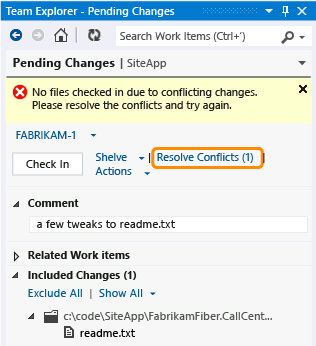 Team Explorer - Pending Changes
Search Work Items (Ctrl+')
Pending Changes | SiteApp
No files checked in due to conflicting changes.
Please resolve the conflicts and try again.
FABRIKAM-1
Check In
Shelve | Resolve Conflicts (1) |
Actions
Comment
a few tweaks to readme.txt
Related Work items
Included Changes (1)
Exclude All | Show All
c:\code\SiteApp\FabrikamFiber.CallCent...
readme.txt